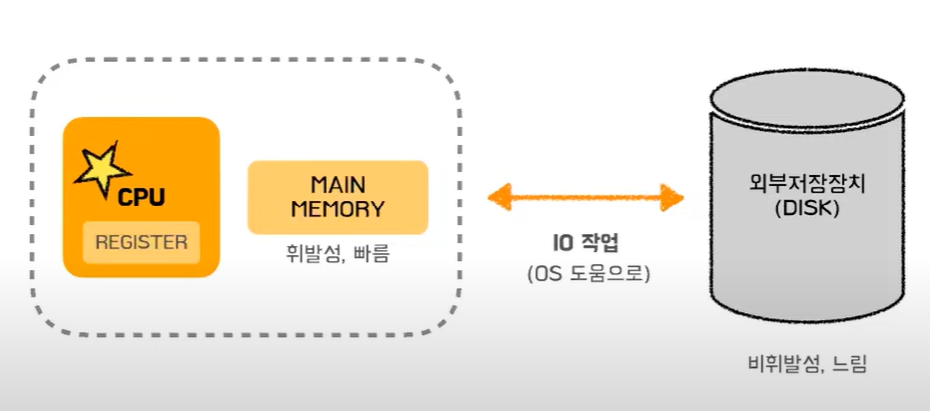 CPU
REGISTER
MAIN
MEMORY
휘발성, 빠름
IO 작업
(OS 도움으로)
외부저장장치
(DISK)
비휘발성, 느림